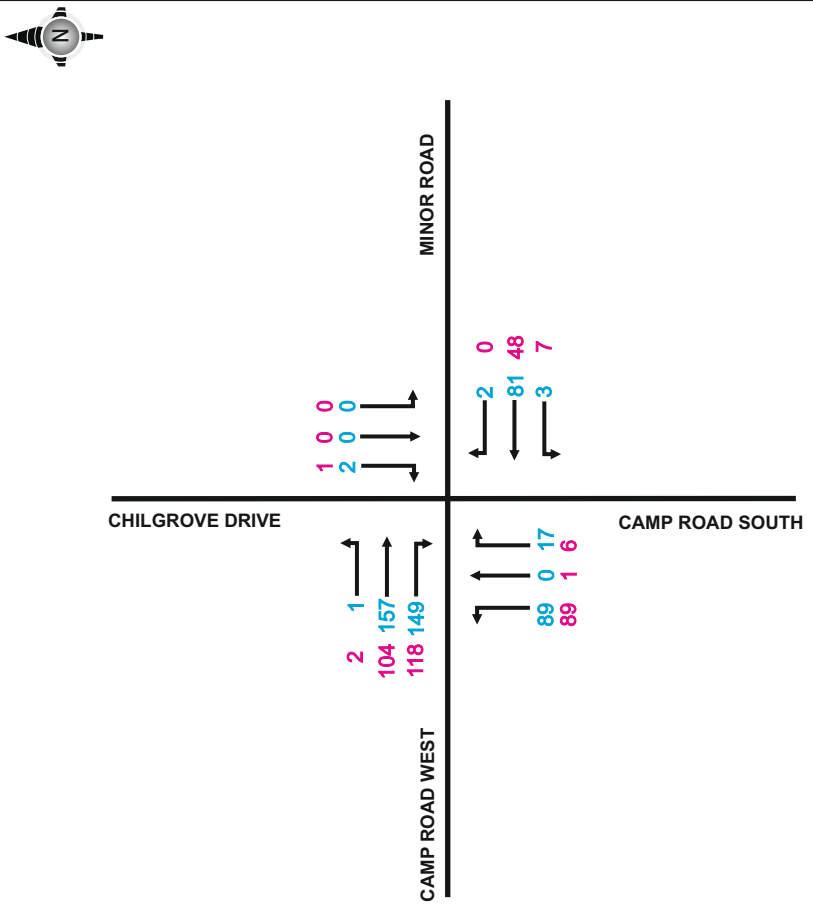 N
MINOR ROAD
0 48 7
2 81 3
0 0
0 0
1 2
CHILGROVE DRIVE
CAMP ROAD SOUTH
17 6
0 1
89 89
1 157 149
2 104 118
CAMP ROAD WEST